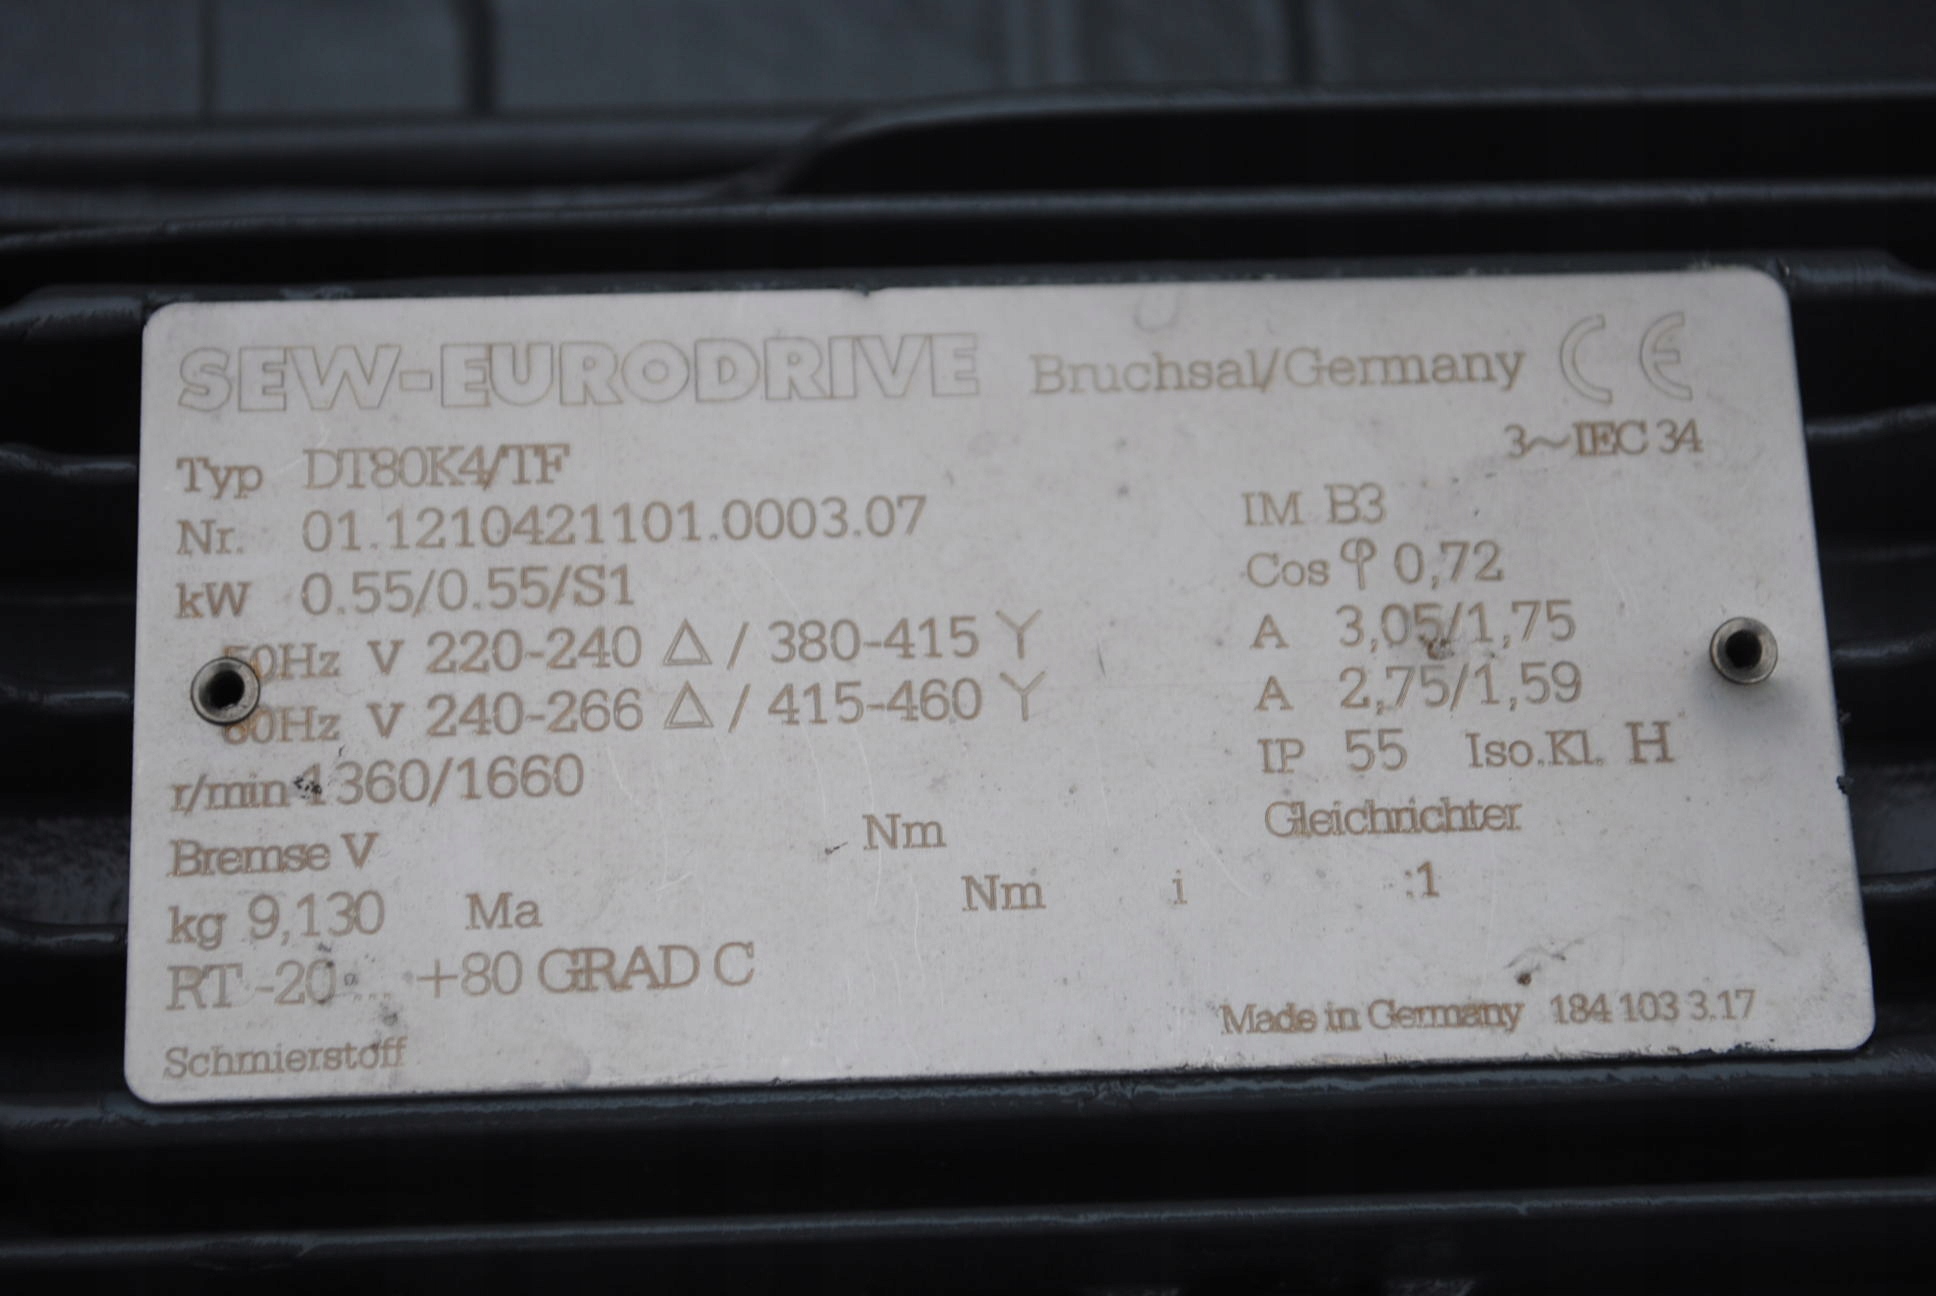 SEW-EURODRIVE Bruchsal/Germany CE
3~IEC 34
Typ DT80K4/TF
Nr. 01.1210421101.0003.07 IM B3
kW 0.55/0.55/S1 Cos φ 0,72
50Hz V 220-240 △ / 380-415 Y A 3,05/1,75
60Hz V 240-266 △ / 415-460 Y A 2,75/1,59
r/min 1360/1660 IP 55 Iso.Kl. H
Bremse V Nm Gleichrichter
kg 9,130 Ma Nm i :1
RT -20... +80 GRAD C
Schmierstoff Made in Germany 184 103 3.17